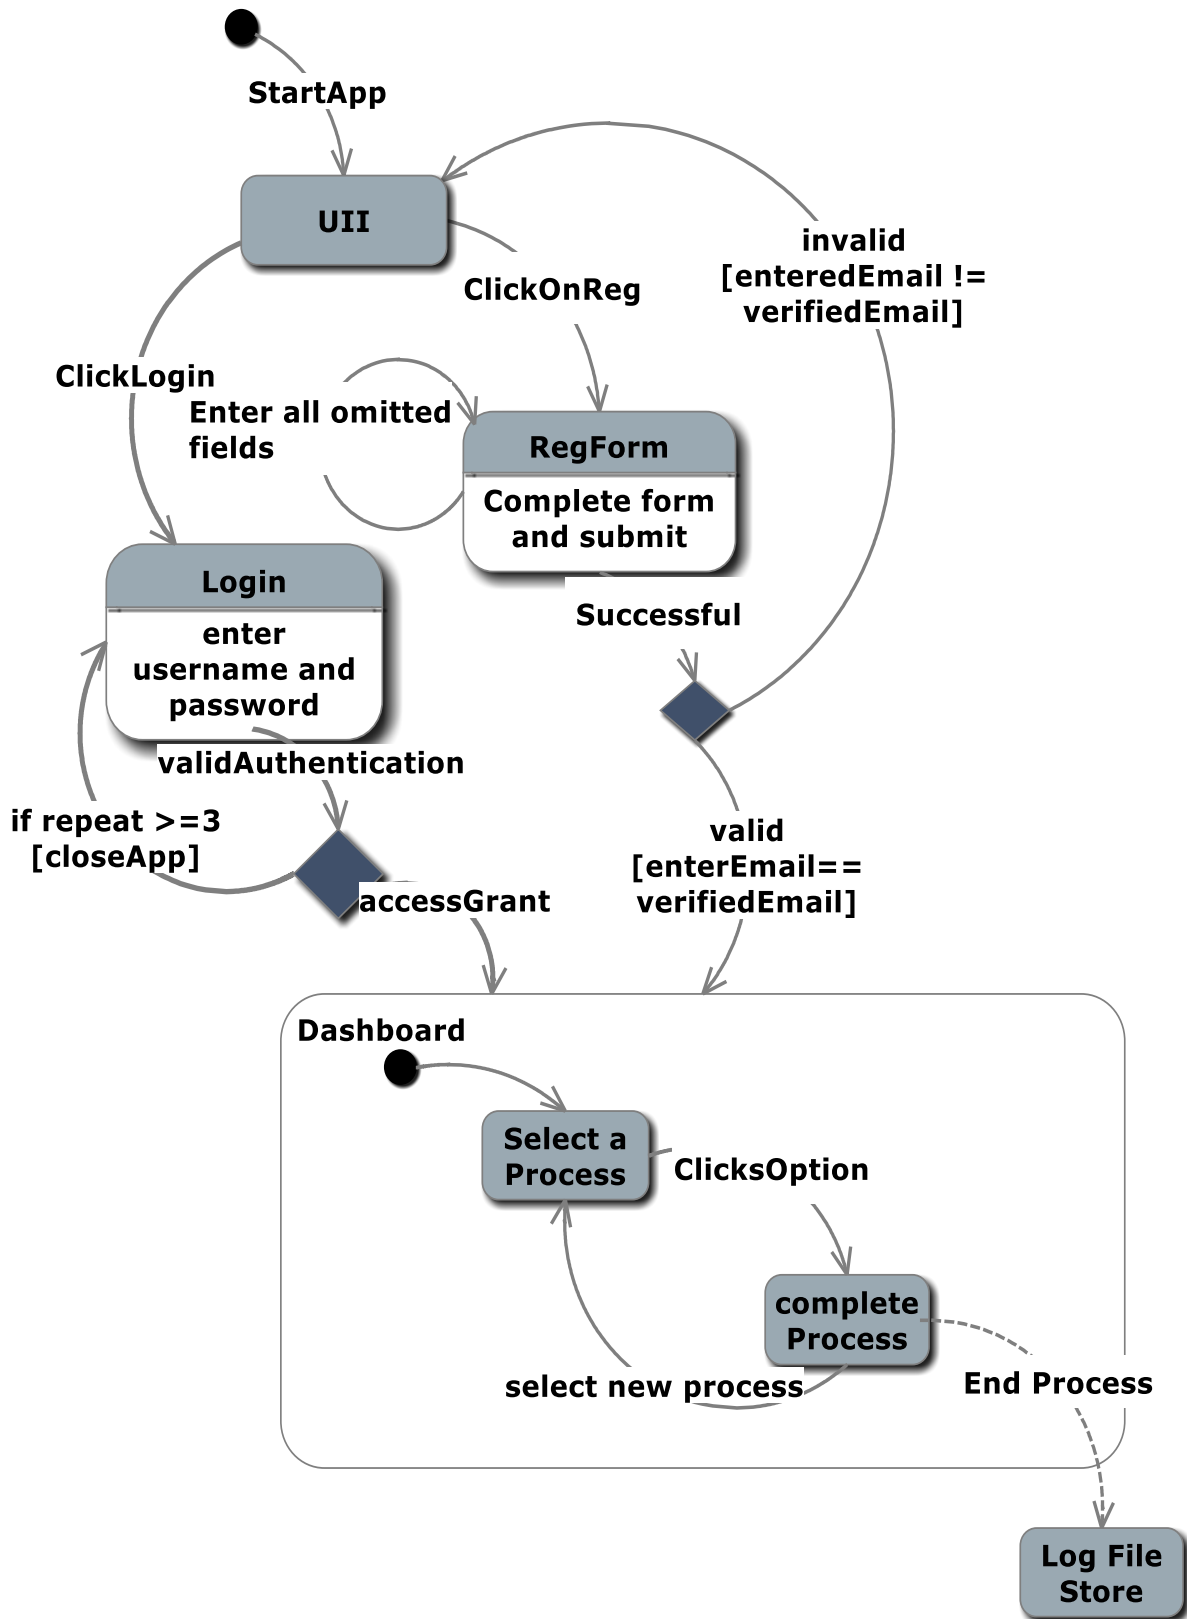 StartApp
UII
invalid
[enteredEmail !=
verifiedEmail]
ClickOnReg
ClickLogin
Enter all omitted
fields
RegForm
Complete form
and submit
Login
enter
username and
password
Successful
validAuthentication
if repeat >=3
[closeApp]
valid
[enterEmail==
verifiedEmail]
accessGrant
Dashboard
Select a
Process
ClicksOption
complete
Process
select new process
End Process
Log File
Store